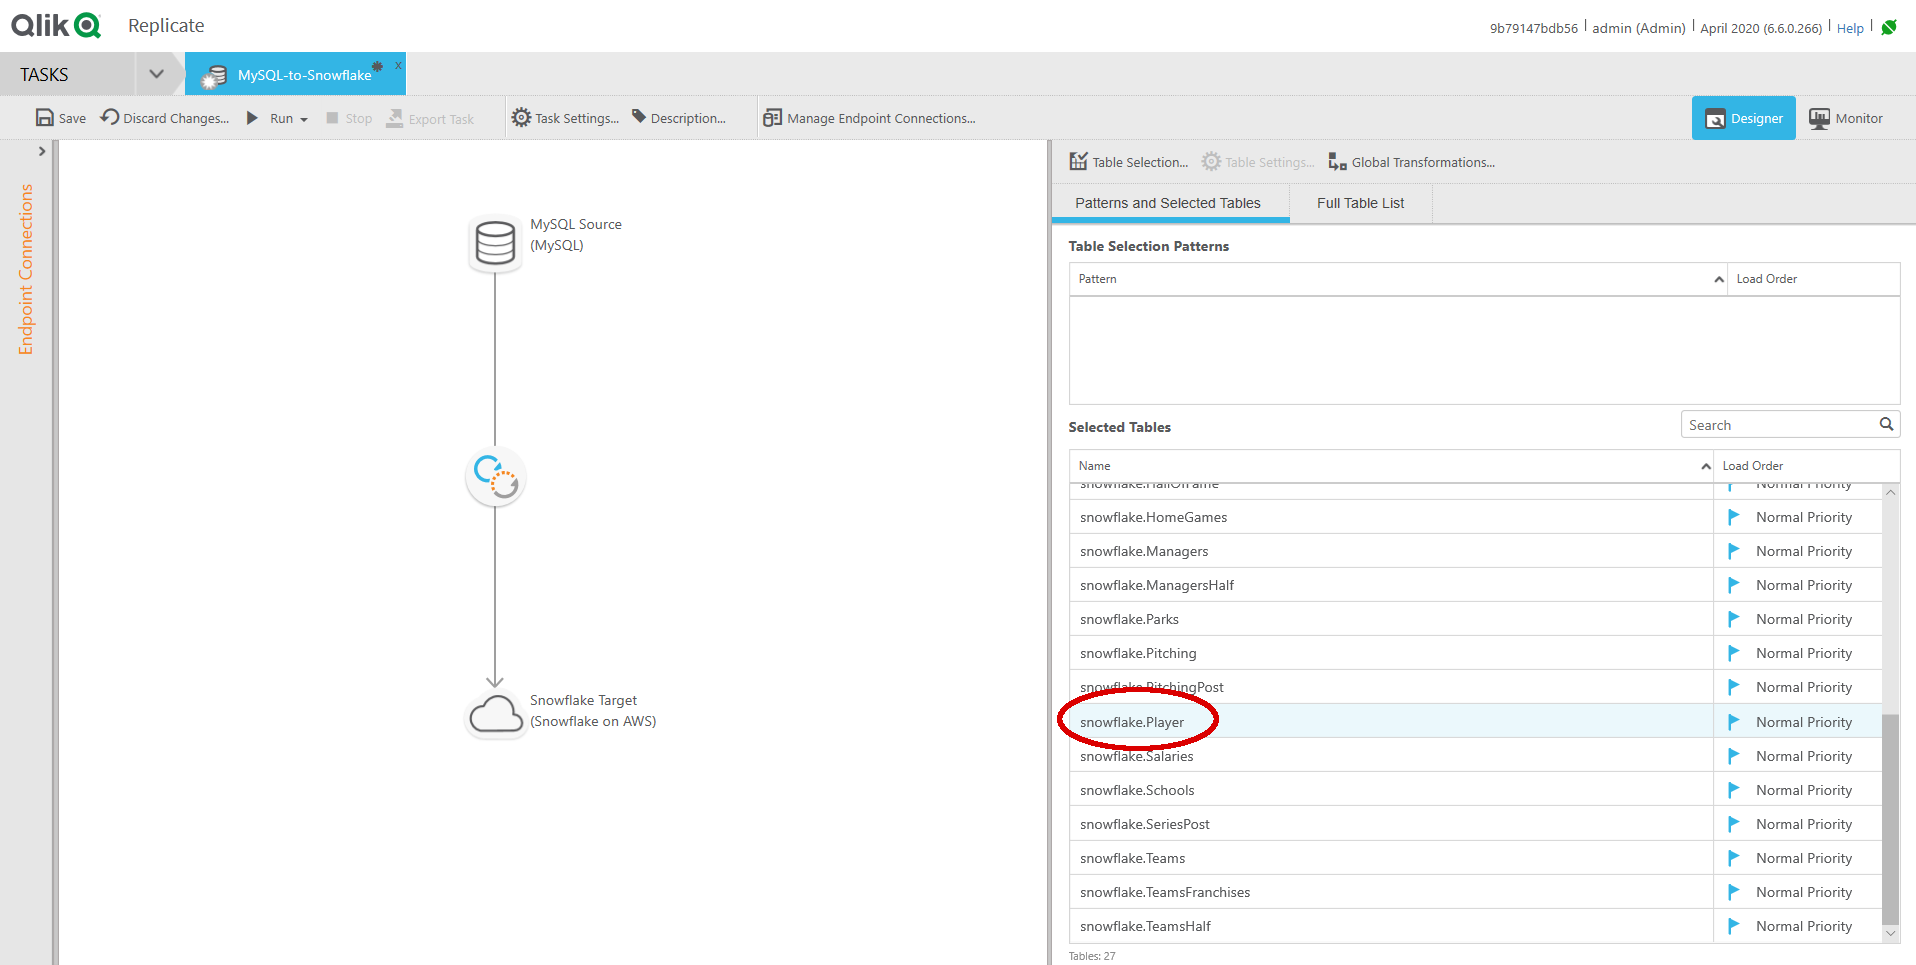 Qlik Replicate
9b79147bdb56 admin (Admin) April 2020 (6.6.0.266) Help
TASKS MySQL-to-Snowflake x
Save Discard Changes... Run Stop Export Task Task Settings... Description... Manage Endpoint Connections... Designer Monitor
Endpoint Connections
MySQL Source
(MySQL)
Snowflake Target
(Snowflake on AWS)
Table Selection... Table Settings... Global Transformations...
Patterns and Selected Tables Full Table List
Table Selection Patterns
Pattern Load Order
Selected Tables Search
Name Load Order
snowflake.HallOfFame Normal Priority
snowflake.HomeGames Normal Priority
snowflake.Managers Normal Priority
snowflake.ManagersHalf Normal Priority
snowflake.Parks Normal Priority
snowflake.Pitching Normal Priority
snowflake.PitchingPost Normal Priority
snowflake.Player Normal Priority
snowflake.Salaries Normal Priority
snowflake.Schools Normal Priority
snowflake.SeriesPost Normal Priority
snowflake.Teams Normal Priority
snowflake.TeamsFranchises Normal Priority
snowflake.TeamsHalf Normal Priority
Tables: 27